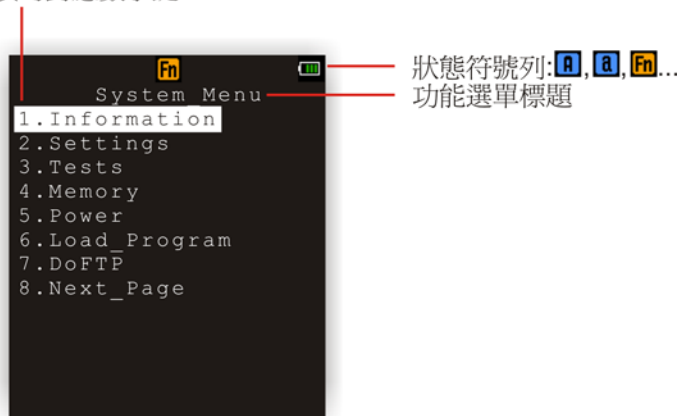 Fn
狀態符號列:A,a,Fn...
System_Menu
功能選單標題
1.Information
2.Settings
3.Tests
4.Memory
5.Power
6.Load_Program
7.DoFTP
8.Next_Page